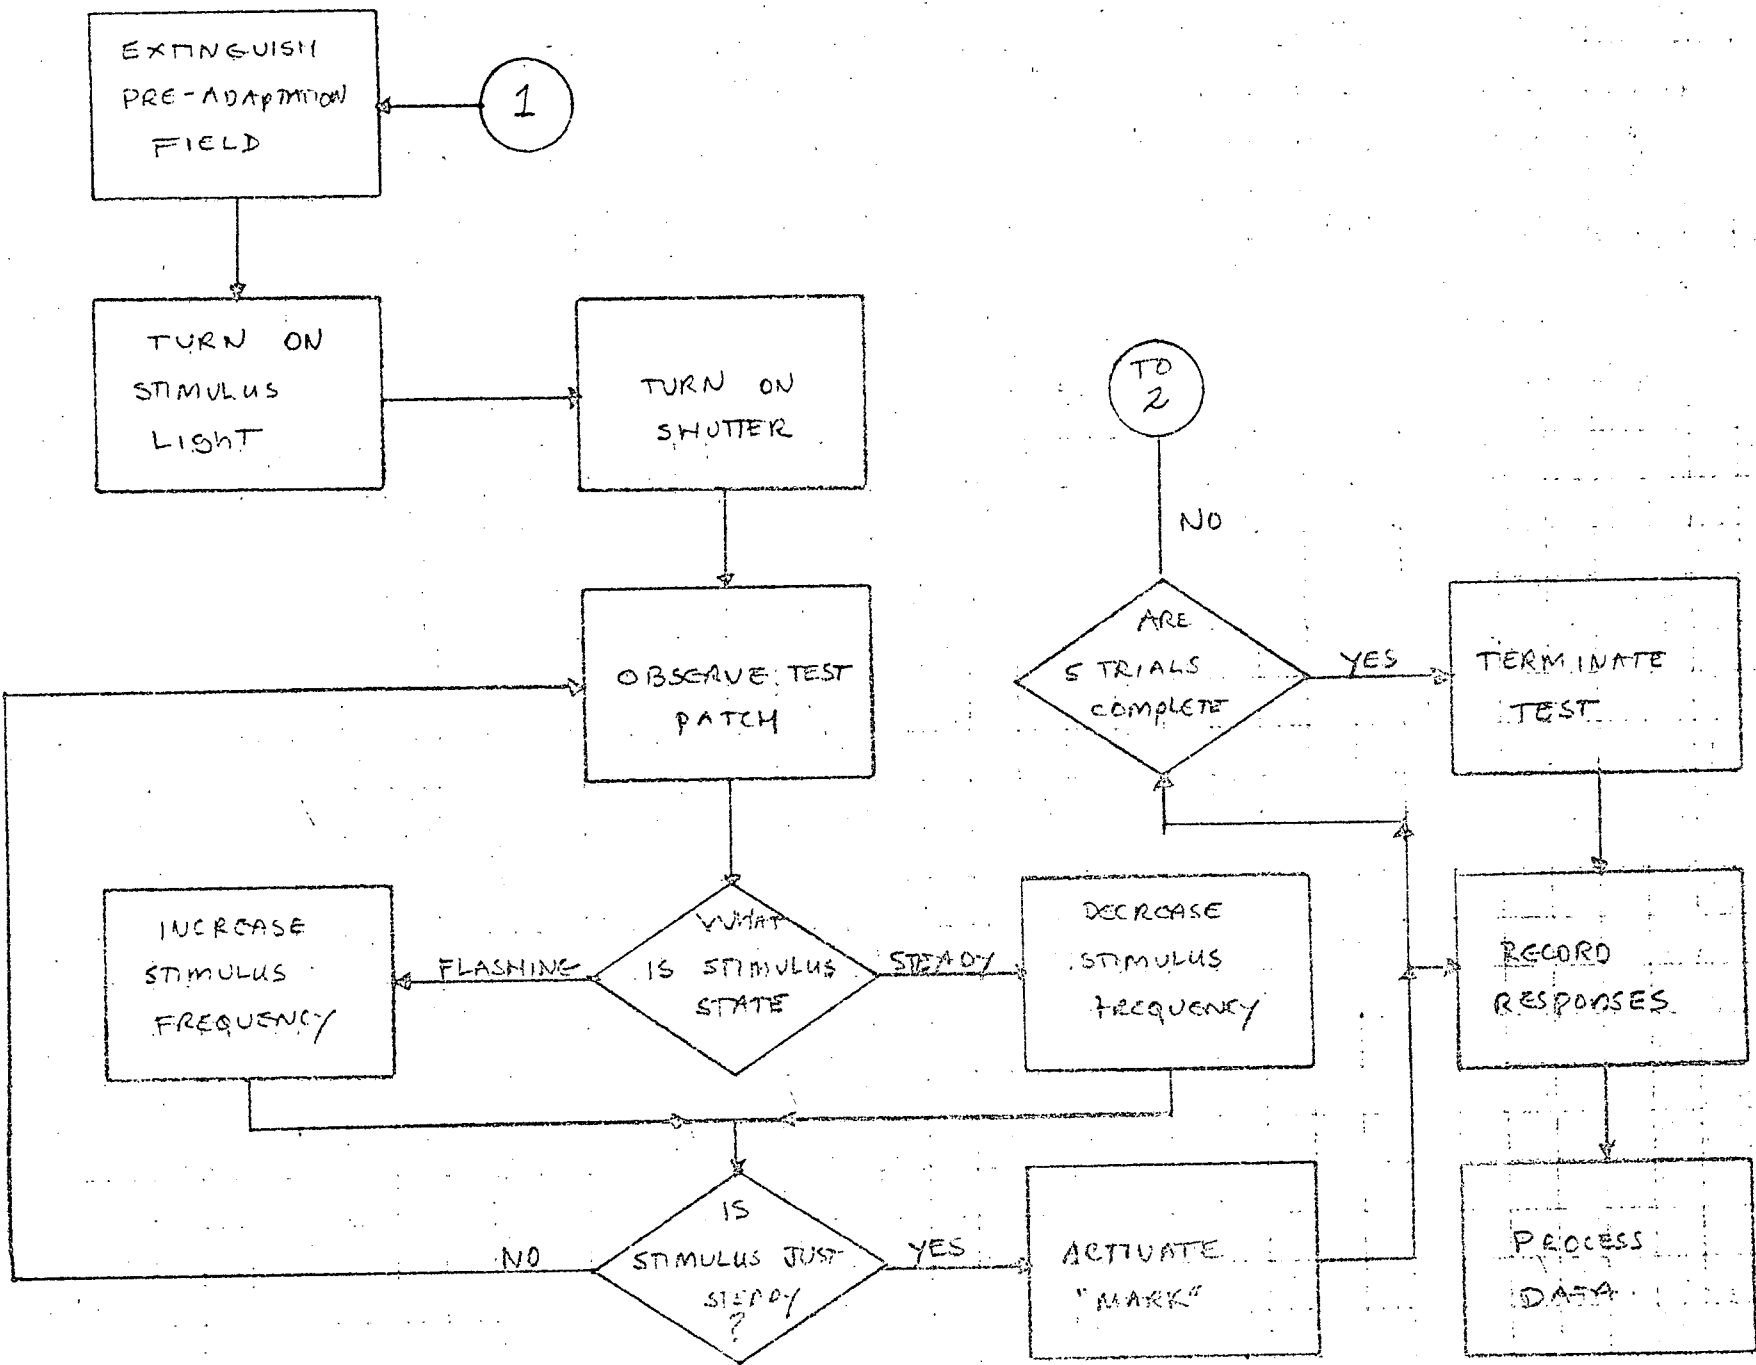 EXTINGUISH
PRE-ADAPTATION
FIELD
1
TURN ON
STIMULUS
LIghT
TURN ON
SHUTTER
TO
2
NO
OBSERVE TEST
PATCH
ARE
5 TRIALS
COMPLETE
YES
TERMINATE
TEST
INCREASE
STIMULUS
FREQUENCY
FLASHING
WHAT
IS STIMULUS
STATE
STEADY
DECREASE
STIMULUS
FREQUENCY
RECORD
RESPONSES
NO
IS
STIMULUS JUST
STEADY
?
YES
ACTIVATE
"MARK"
PROCESS
DATA